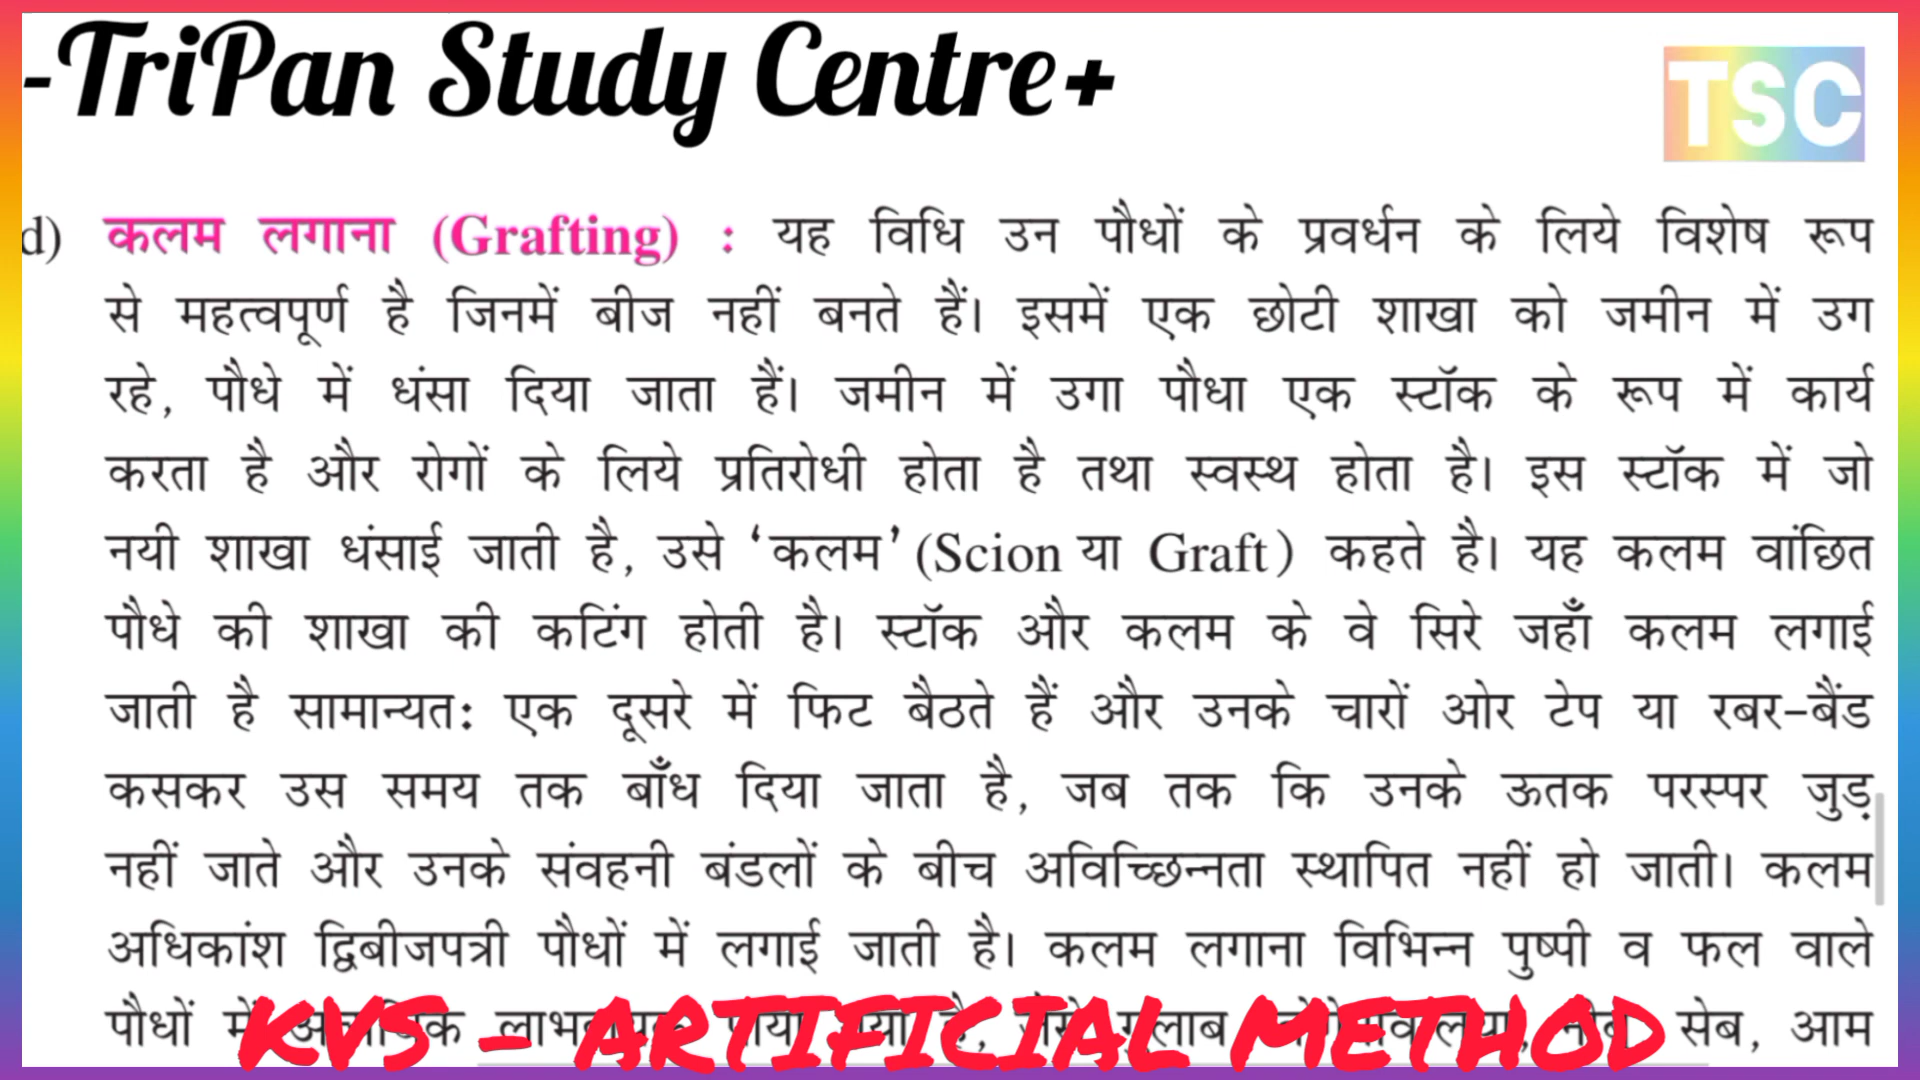 -TriPan Study Centre+
TSC
d) कलम लगाना (Grafting) : यह विधि उन पौधों के प्रवर्धन के लिये विशेष रूप
से महत्वपूर्ण है जिनमें बीज नहीं बनते हैं। इसमें एक छोटी शाखा को जमीन में उग
रहे, पौधे में धंसा दिया जाता हैं। जमीन में उगा पौधा एक स्टॉक के रूप में कार्य
करता है और रोगों के लिये प्रतिरोधी होता है तथा स्वस्थ होता है। इस स्टॉक में जो
नयी शाखा धंसाई जाती है, उसे ‘कलम’ (Scion या Graft) कहते है। यह कलम वांछित
पौधे की शाखा की कटिंग होती है। स्टॉक और कलम के वे सिरे जहाँ कलम लगाई
जाती है सामान्यतः एक दूसरे में फिट बैठते हैं और उनके चारों ओर टेप या रबर-बैंड
कसकर उस समय तक बाँध दिया जाता है, जब तक कि उनके ऊतक परस्पर जुड़
नहीं जाते और उनके संवहनी बंडलों के बीच अविच्छिन्नता स्थापित नहीं हो जाती। कलम
अधिकांश द्विबीजपत्री पौधों में लगाई जाती है। कलम लगाना विभिन्न पुष्पी व फल वाले
पौधों में गुलाब सेब, आम
KVS - ARTIFICIAL METHOD